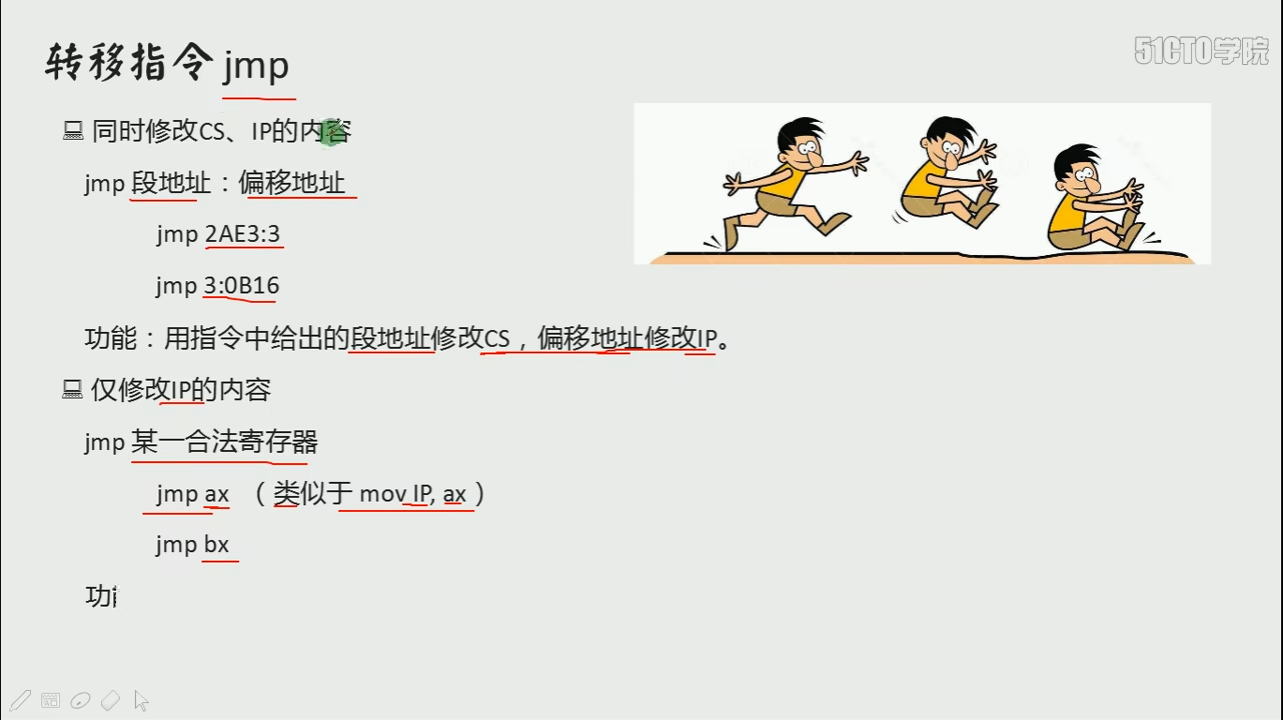 转移指令 jmp
51CTO学院
同时修改CS、IP的内容
jmp 段地址：偏移地址
jmp 2AE3:3
jmp 3:0B16
功能：用指令中给出的段地址修改CS，偏移地址修改IP。
仅修改IP的内容
jmp 某一合法寄存器
jmp ax （类似于 mov IP, ax）
jmp bx
功